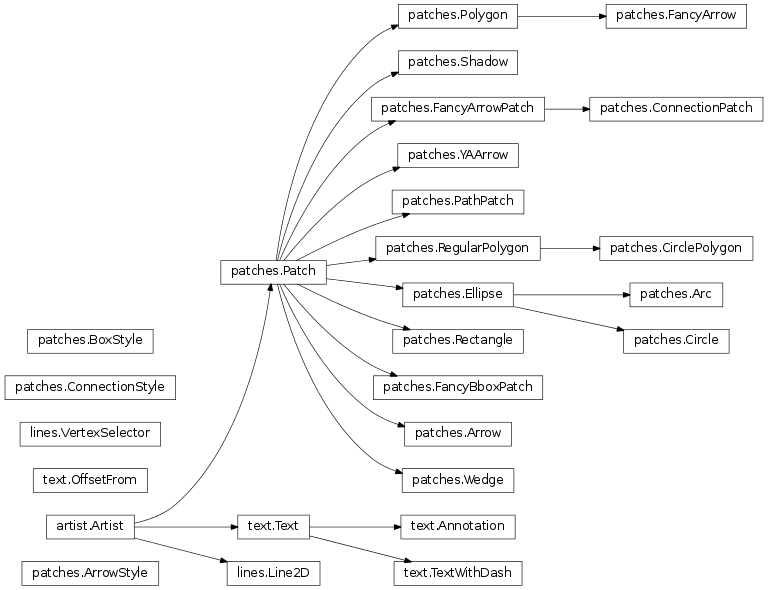 patches.Polygon
patches.FancyArrow
patches.Shadow
patches.FancyArrowPatch
patches.ConnectionPatch
patches.YAArrow
patches.PathPatch
patches.RegularPolygon
patches.CirclePolygon
patches.Patch
patches.Ellipse
patches.Arc
patches.BoxStyle
patches.Rectangle
patches.Circle
patches.ConnectionStyle
patches.FancyBboxPatch
lines.VertexSelector
patches.Arrow
text.OffsetFrom
patches.Wedge
artist.Artist
text.Text
text.Annotation
patches.ArrowStyle
lines.Line2D
text.TextWithDash